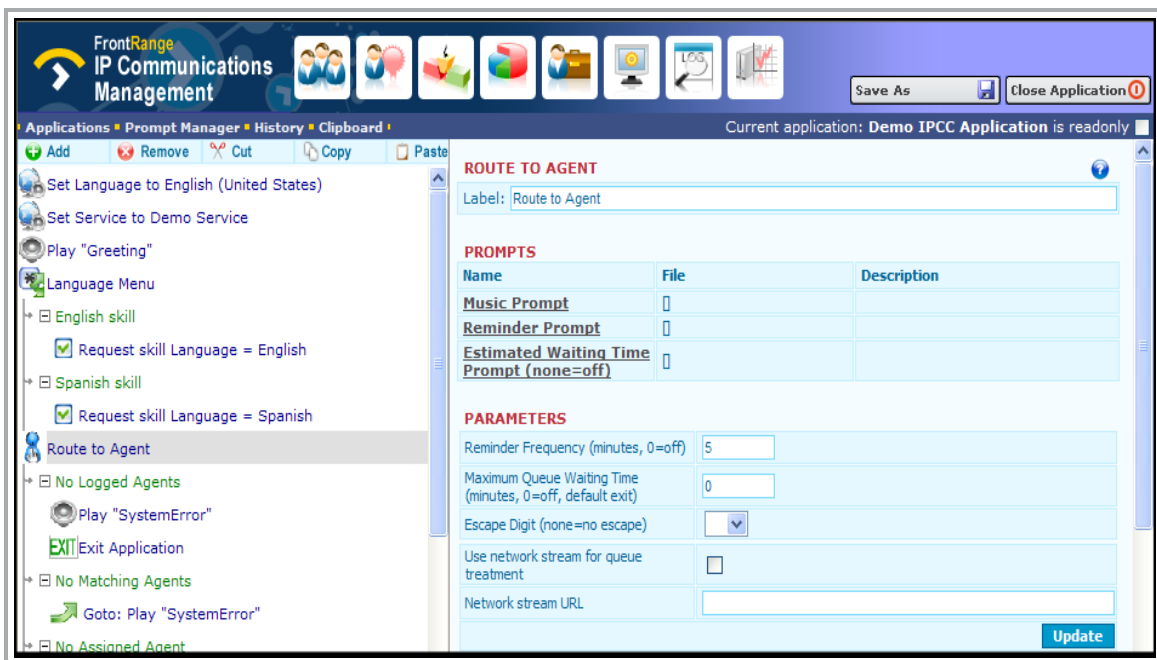 FrontRange
IP Communications
Management
LOG
Save As
Close Application
Applications Prompt Manager History Clipboard
Current application: Demo IPCC Application is readonly
Add Remove Cut Copy Paste
Set Language to English (United States)
Set Service to Demo Service
Play "Greeting"
Language Menu
English skill
Request skill Language = English
Spanish skill
Request skill Language = Spanish
Route to Agent
No Logged Agents
Play "SystemError"
EXIT Exit Application
No Matching Agents
Goto: Play "SystemError"
No Assigned Agent
ROUTE TO AGENT
?
Label: Route to Agent
PROMPTS
Name File Description
Music Prompt []
Reminder Prompt []
Estimated Waiting Time
Prompt (none=off) []
PARAMETERS
Reminder Frequency (minutes, 0=off) 5
Maximum Queue Waiting Time
(minutes, 0=off, default exit) 0
Escape Digit (none=no escape)
Use network stream for queue
treatment
Network stream URL
Update